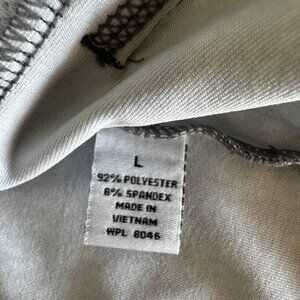 L
92% POLYESTER
8% SPANDEX
MADE IN
VIETNAM
WPL 8046